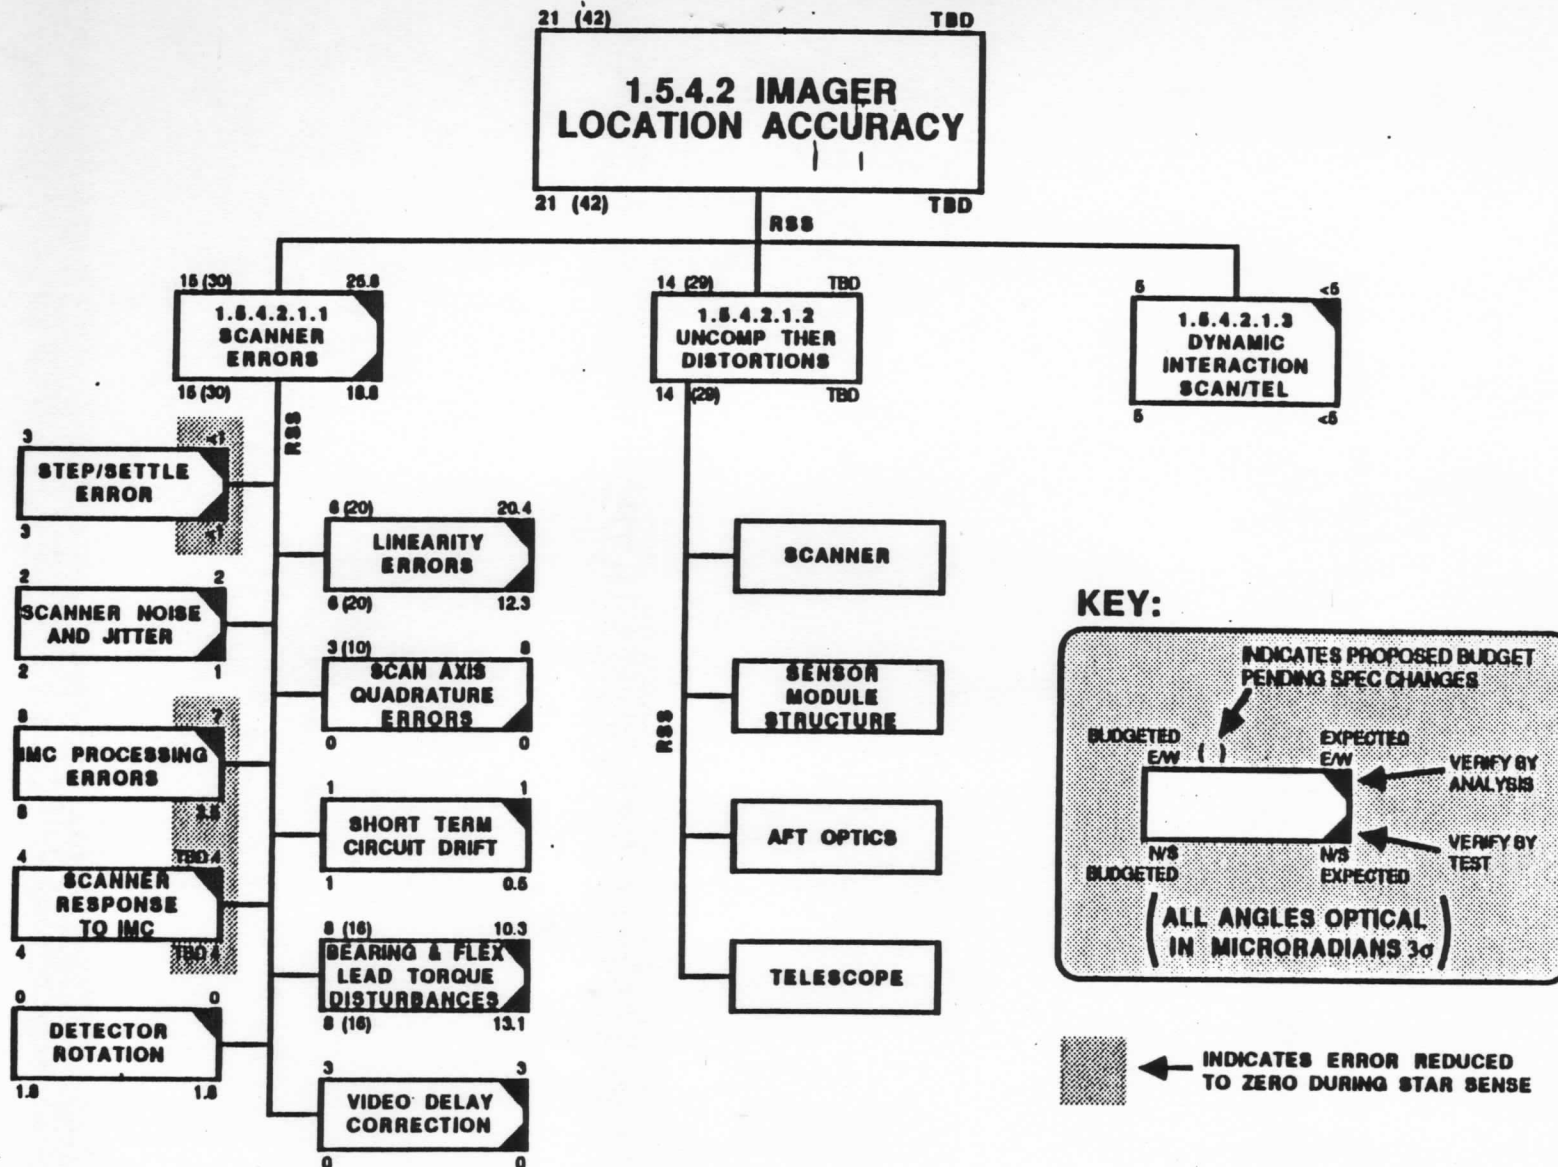 21 (42) TBD
1.5.4.2 IMAGER
LOCATION ACCURACY
21 (42) TBD
RSS
15 (30) 25.8
1.5.4.2.1.1
SCANNER
ERRORS
15 (30) 18.8
RSS
14 (29) TBD
1.5.4.2.1.2
UNCOMP THER
DISTORTIONS
14 (29) TBD
RSS
5 <5
1.5.4.2.1.3
DYNAMIC
INTERACTION
SCAN/TEL
5 <5
3 <1
STEP/SETTLE
ERROR
3 <1
2 2
SCANNER NOISE
AND JITTER
2 1
8 7
IMC PROCESSING
ERRORS
8 3.5
4 TBD 4
SCANNER
RESPONSE
TO IMC
4 TBD 4
0 0
DETECTOR
ROTATION
1.8 1.8
6 (20) 20.4
LINEARITY
ERRORS
6 (20) 12.3
3 (10) 8
SCAN AXIS
QUADRATURE
ERRORS
0 0
1 1
SHORT TERM
CIRCUIT DRIFT
1 0.5
8 (16) 10.3
BEARING & FLEX
LEAD TORQUE
DISTURBANCES
8 (16) 13.1
3 3
VIDEO DELAY
CORRECTION
0 0
SCANNER
SENSOR
MODULE
STRUCTURE
AFT OPTICS
TELESCOPE
KEY:
INDICATES PROPOSED BUDGET
PENDING SPEC CHANGES
BUDGETED
E/W ( )
EXPECTED
E/W
VERIFY BY
ANALYSIS
N/S
BUDGETED
N/S
EXPECTED
VERIFY BY
TEST
(ALL ANGLES OPTICAL
IN MICRORADIANS 3σ)
INDICATES ERROR REDUCED
TO ZERO DURING STAR SENSE